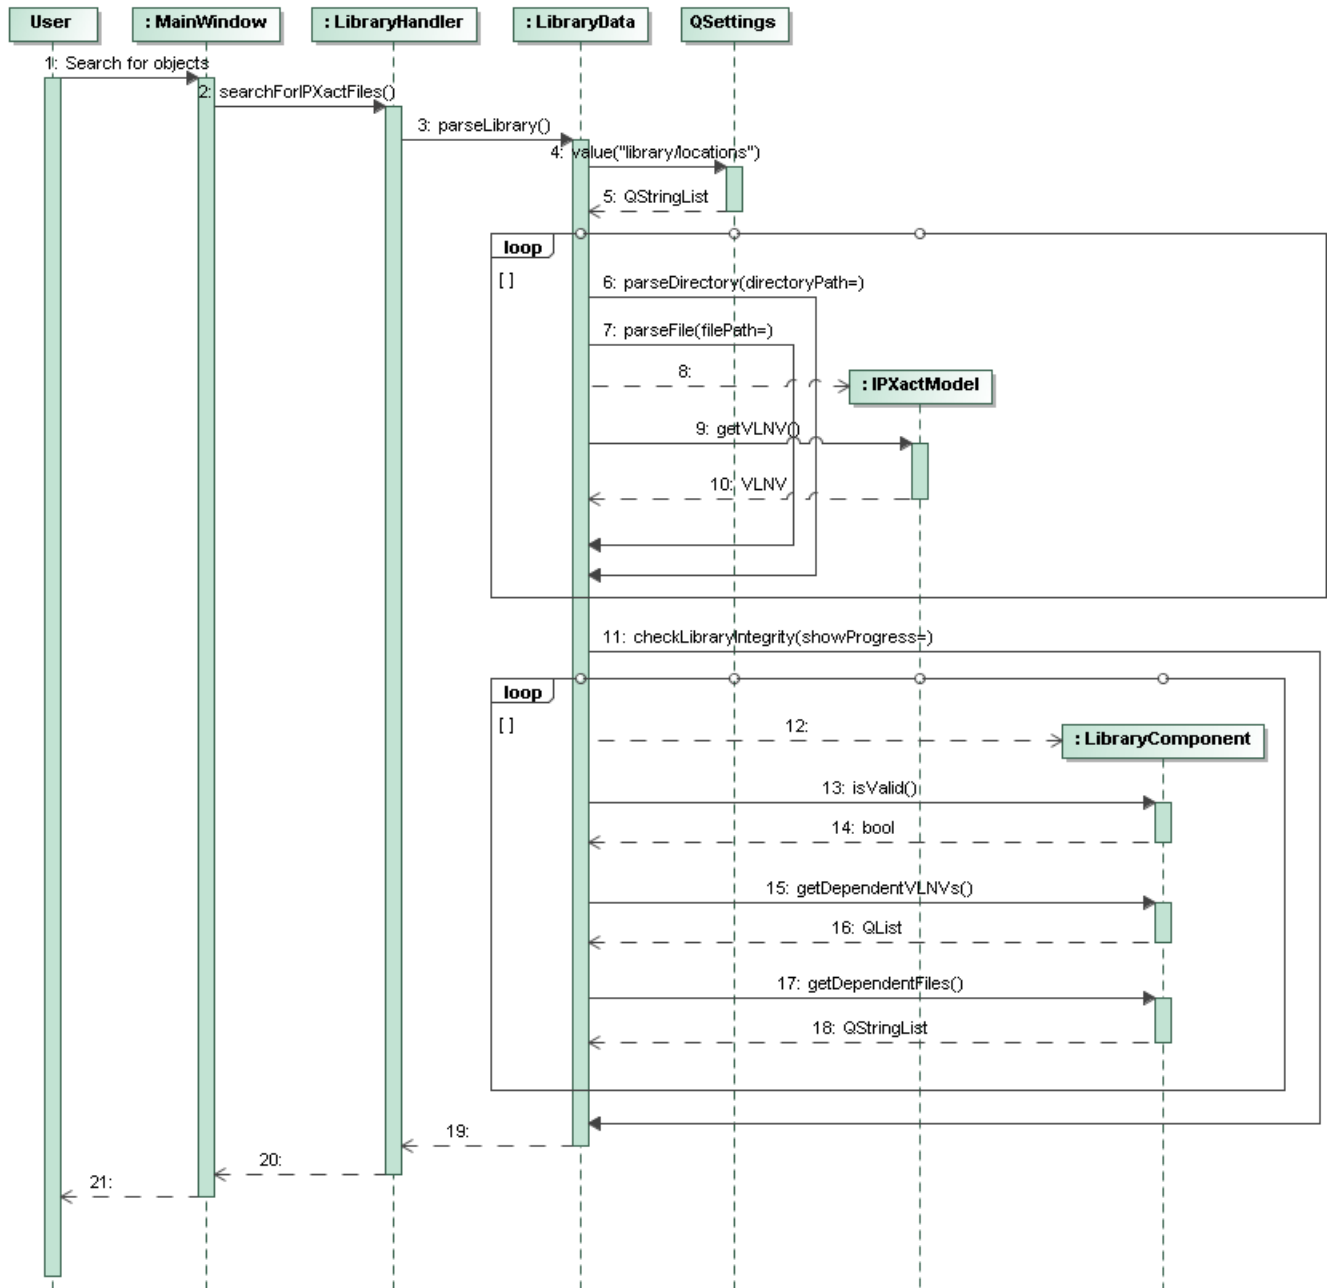 User
: MainWindow
: LibraryHandler
: LibraryData
QSettings
1: Search for objects
2: searchForIPXactFiles()
3: parseLibrary()
4: value("library/locations")
5: QStringList
loop
[ ]
6: parseDirectory(directoryPath=)
7: parseFile(filePath=)
8:
: IPXactModel
9: getVLNV()
10: VLNV
11: checkLibraryIntegrity(showProgress=)
loop
[ ]
12:
: LibraryComponent
13: isValid()
14: bool
15: getDependentVLNVs()
16: QList
17: getDependentFiles()
18: QStringList
19:
20:
21: